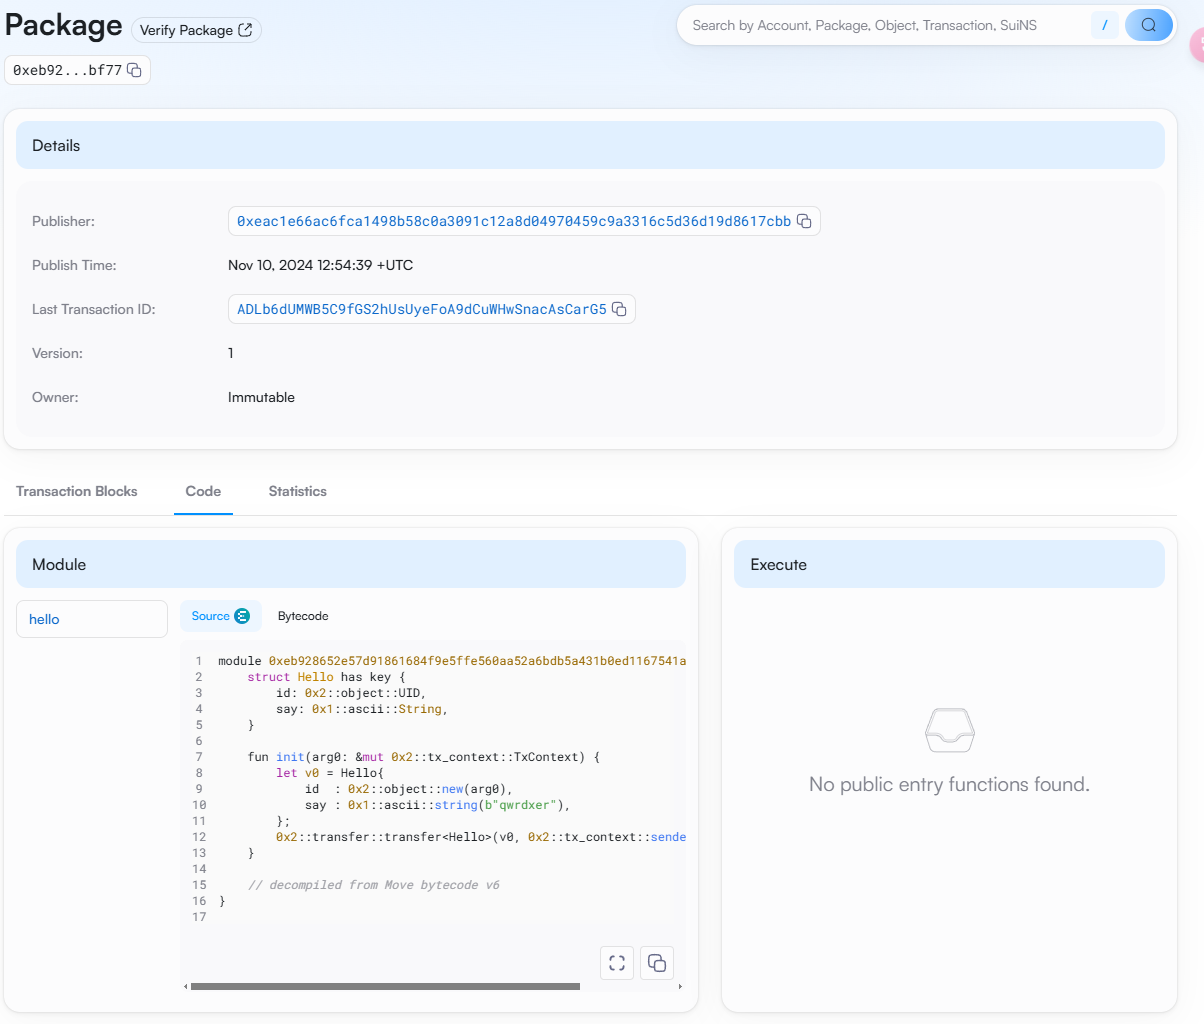 Package
Verify Package
Search by Account, Package, Object, Transaction, SuiNS
/
0xeb92...bf77
Details
Publisher:
0xeac1e66ac6fca1498b58c0a3091c12a8d04970459c9a3316c5d36d19d8617cbb
Publish Time:
Nov 10, 2024 12:54:39 +UTC
Last Transaction ID:
ADLb6dUMWB5C9fGS2hUsUyeFoA9dCuWHwSnacAsCarG5
Version:
1
Owner:
Immutable
Transaction Blocks
Code
Statistics
Module
Execute
hello
Source
Bytecode
1 module 0xeb928652e57d91861684f9e5ffe560aa52a6bdb5a431b0ed1167541a
2 struct Hello has key {
3 id: 0x2::object::UID,
4 say: 0x1::ascii::String,
5 }
6
7 fun init(arg0: &mut 0x2::tx_context::TxContext) {
8 let v0 = Hello{
9 id  : 0x2::object::new(arg0),
10 say : 0x1::ascii::string(b"qwrdxer"),
11 };
12 0x2::transfer::transfer<Hello>(v0, 0x2::tx_context::sende
13 }
14
15 // decompiled from Move bytecode v6
16 }
17
No public entry functions found.